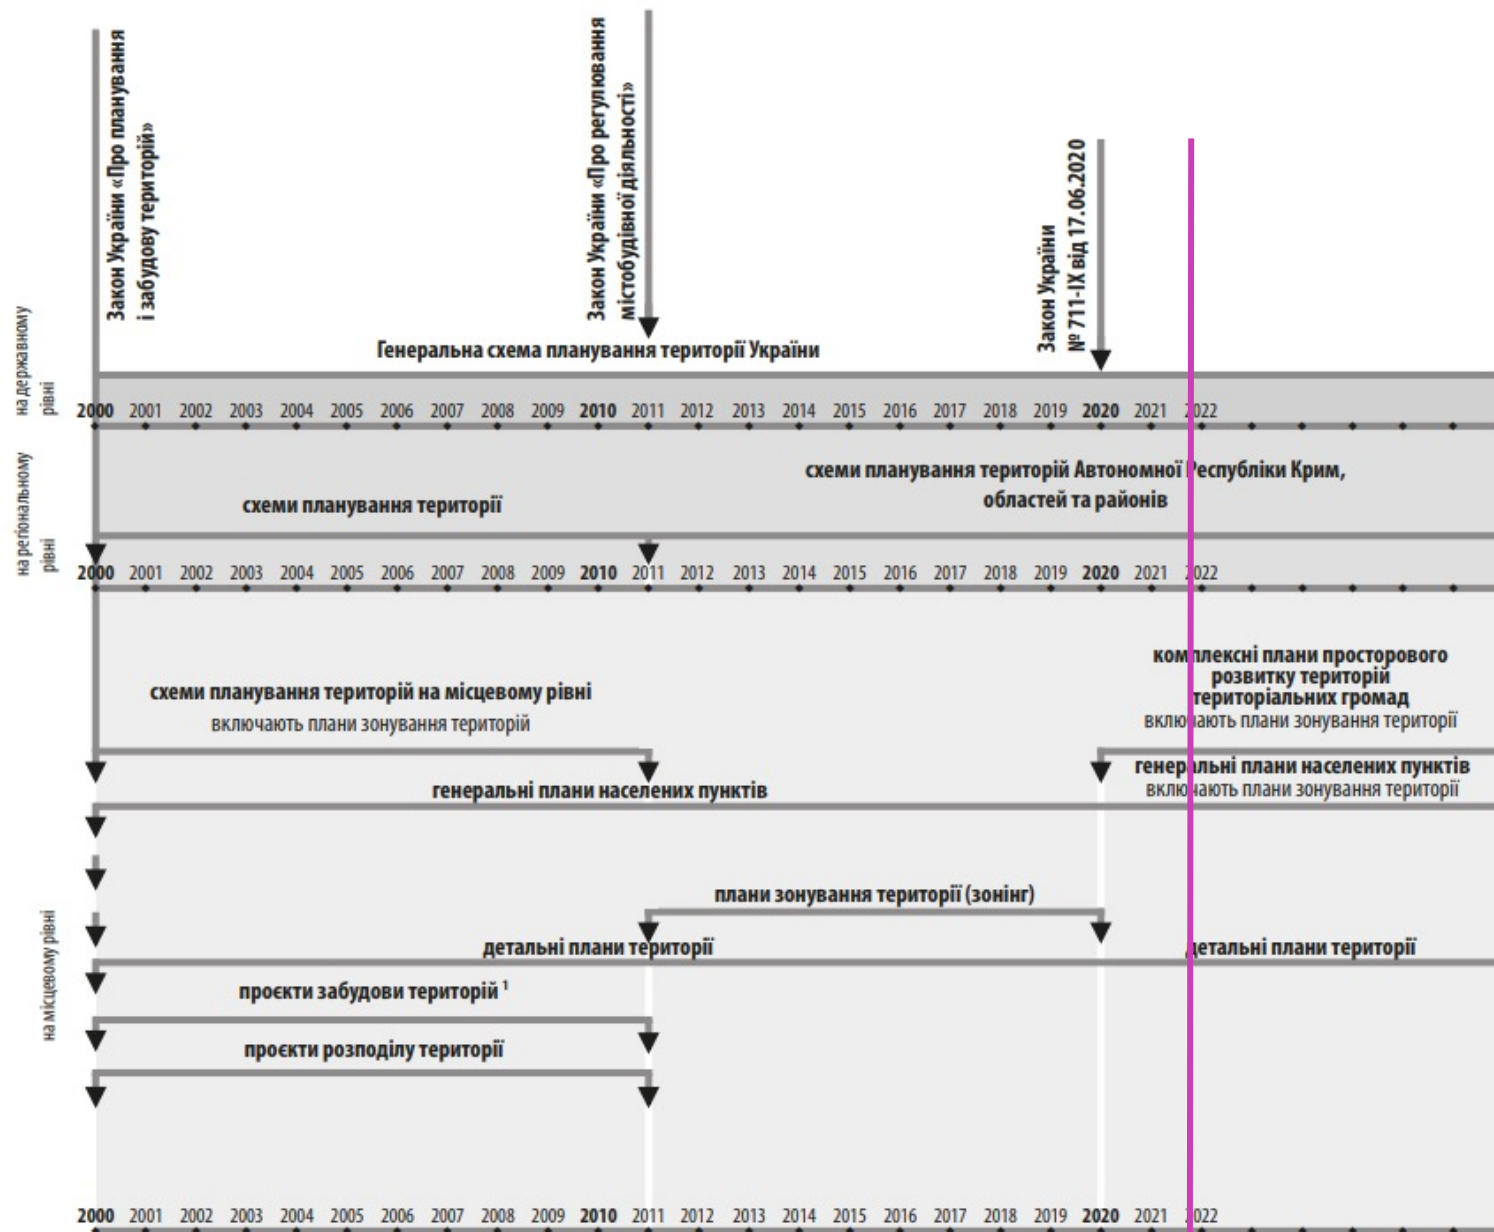 Закон України «Про планування
і забудову територій»
Закон України «Про регулювання
містобудівної діяльності»
Закон України
№ 711-IX від 17.06.2020
на державному
рівні
Генеральна схема планування території України
2000 2001 2002 2003 2004 2005 2006 2007 2008 2009 2010 2011 2012 2013 2014 2015 2016 2017 2018 2019 2020 2021 2022
на регіональному
рівні
схеми планування території
схеми планування територій Автономної Республіки Крим,
областей та районів
2000 2001 2002 2003 2004 2005 2006 2007 2008 2009 2010 2011 2012 2013 2014 2015 2016 2017 2018 2019 2020 2021 2022
на місцевому рівні
схеми планування територій на місцевому рівні
включають плани зонування територій
комплексні плани просторового
розвитку територій
територіальних громад
включають плани зонування території
генеральні плани населених пунктів
генеральні плани населених пунктів
включають плани зонування території
плани зонування території (зонінг)
детальні плани території
детальні плани території
проєкти забудови територій 1
проєкти розподілу території
2000 2001 2002 2003 2004 2005 2006 2007 2008 2009 2010 2011 2012 2013 2014 2015 2016 2017 2018 2019 2020 2021 2022